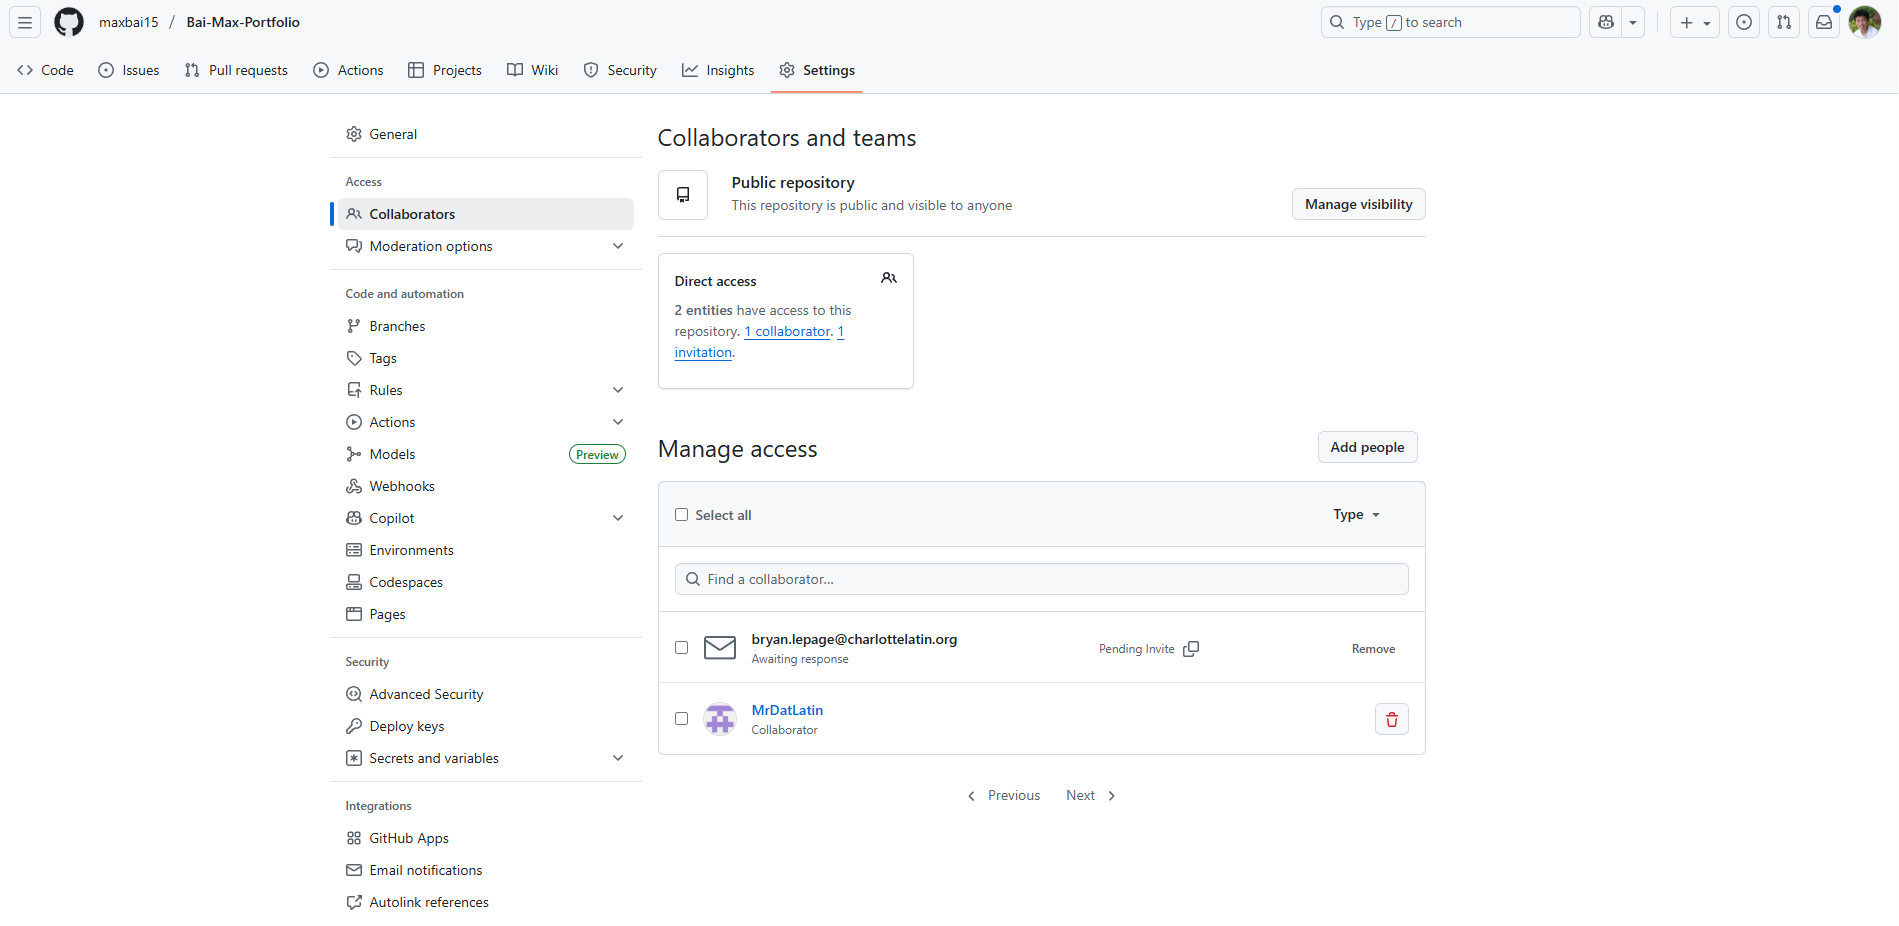 maxbai15 / Bai-Max-Portfolio
Type / to search
Code
Issues
Pull requests
Actions
Projects
Wiki
Security
Insights
Settings
General
Access
Collaborators
Moderation options
Code and automation
Branches
Tags
Rules
Actions
Models
Preview
Webhooks
Copilot
Environments
Codespaces
Pages
Security
Advanced Security
Deploy keys
Secrets and variables
Integrations
GitHub Apps
Email notifications
Autolink references
Collaborators and teams
Public repository
This repository is public and visible to anyone
Manage visibility
Direct access
2 entities have access to this
repository. 1 collaborator. 1
invitation.
Manage access
Add people
Select all
Type
Find a collaborator...
bryan.lepage@charlottelatin.org
Awaiting response
Pending Invite
Remove
MrDatLatin
Collaborator
Previous
Next